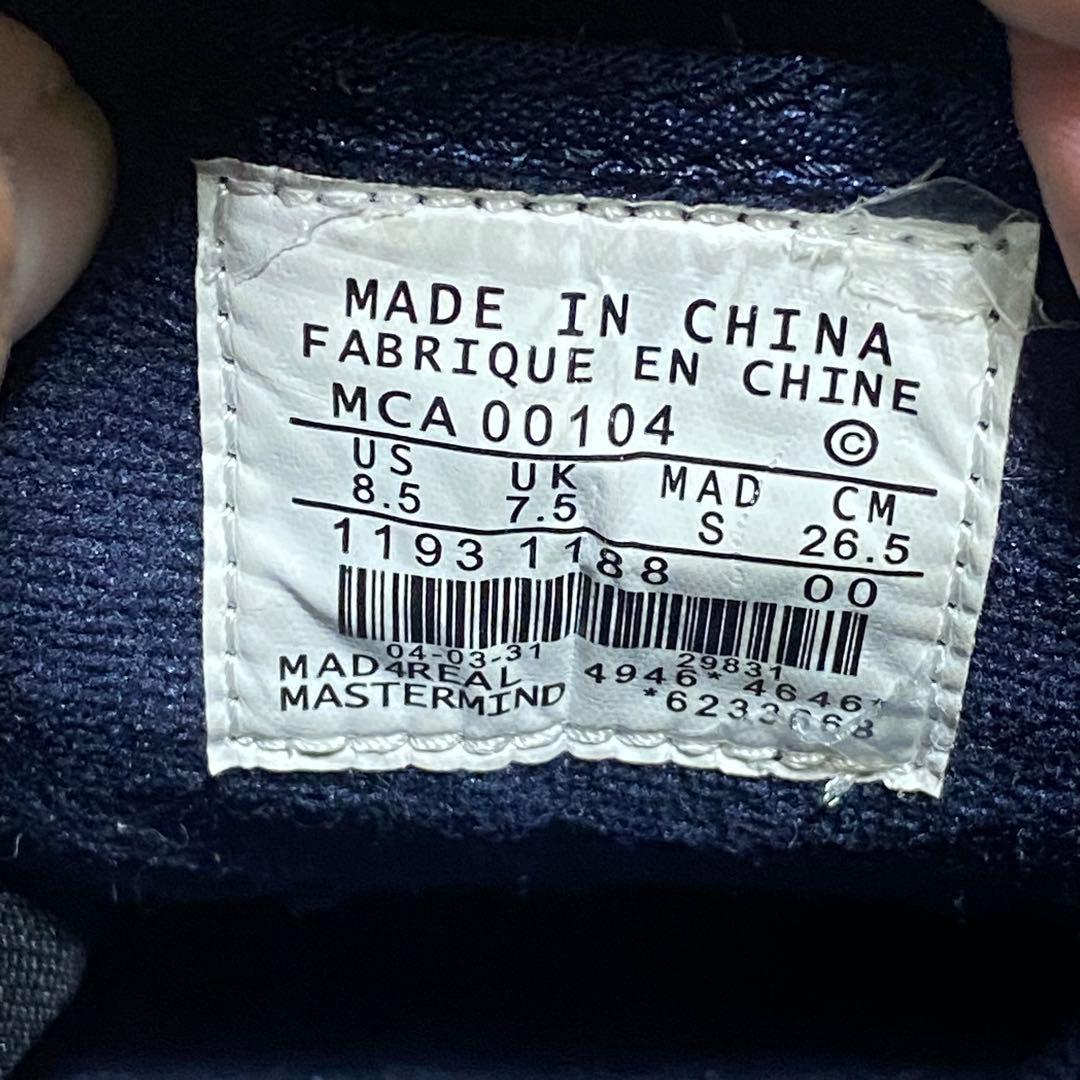 MADE IN CHINA
FABRIQUE EN CHINE
MCA 00104 ©
US UK MAD CM
8.5 7.5 S 26.5
1193 1188 00
04-03-31 29831
MAD4REAL 4946* 4646*
MASTERMIND